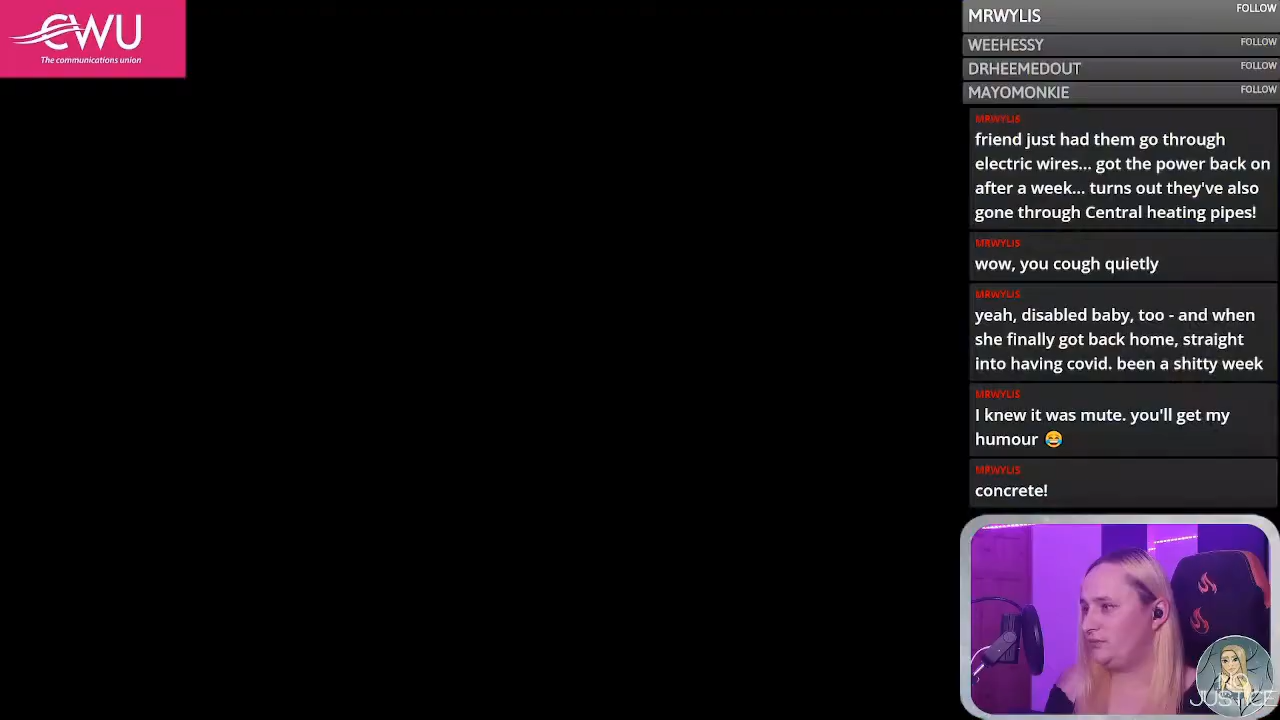 CWU
The communications union
MRWYLIS FOLLOW
WEEHESSY FOLLOW
DRHEEMEDOUT FOLLOW
MAYOMONKIE FOLLOW
MRWYLIS
friend just had them go through
electric wires... got the power back on
after a week... turns out they've also
gone through Central heating pipes!
MRWYLIS
wow, you cough quietly
MRWYLIS
yeah, disabled baby, too - and when
she finally got back home, straight
into having covid. been a shitty week
MRWYLIS
I knew it was mute. you'll get my
humour 😂
MRWYLIS
concrete!
JUSTICE